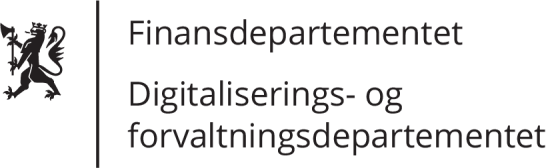 Finansdepartementet
Digitaliserings- og
forvaltningsdepartementet